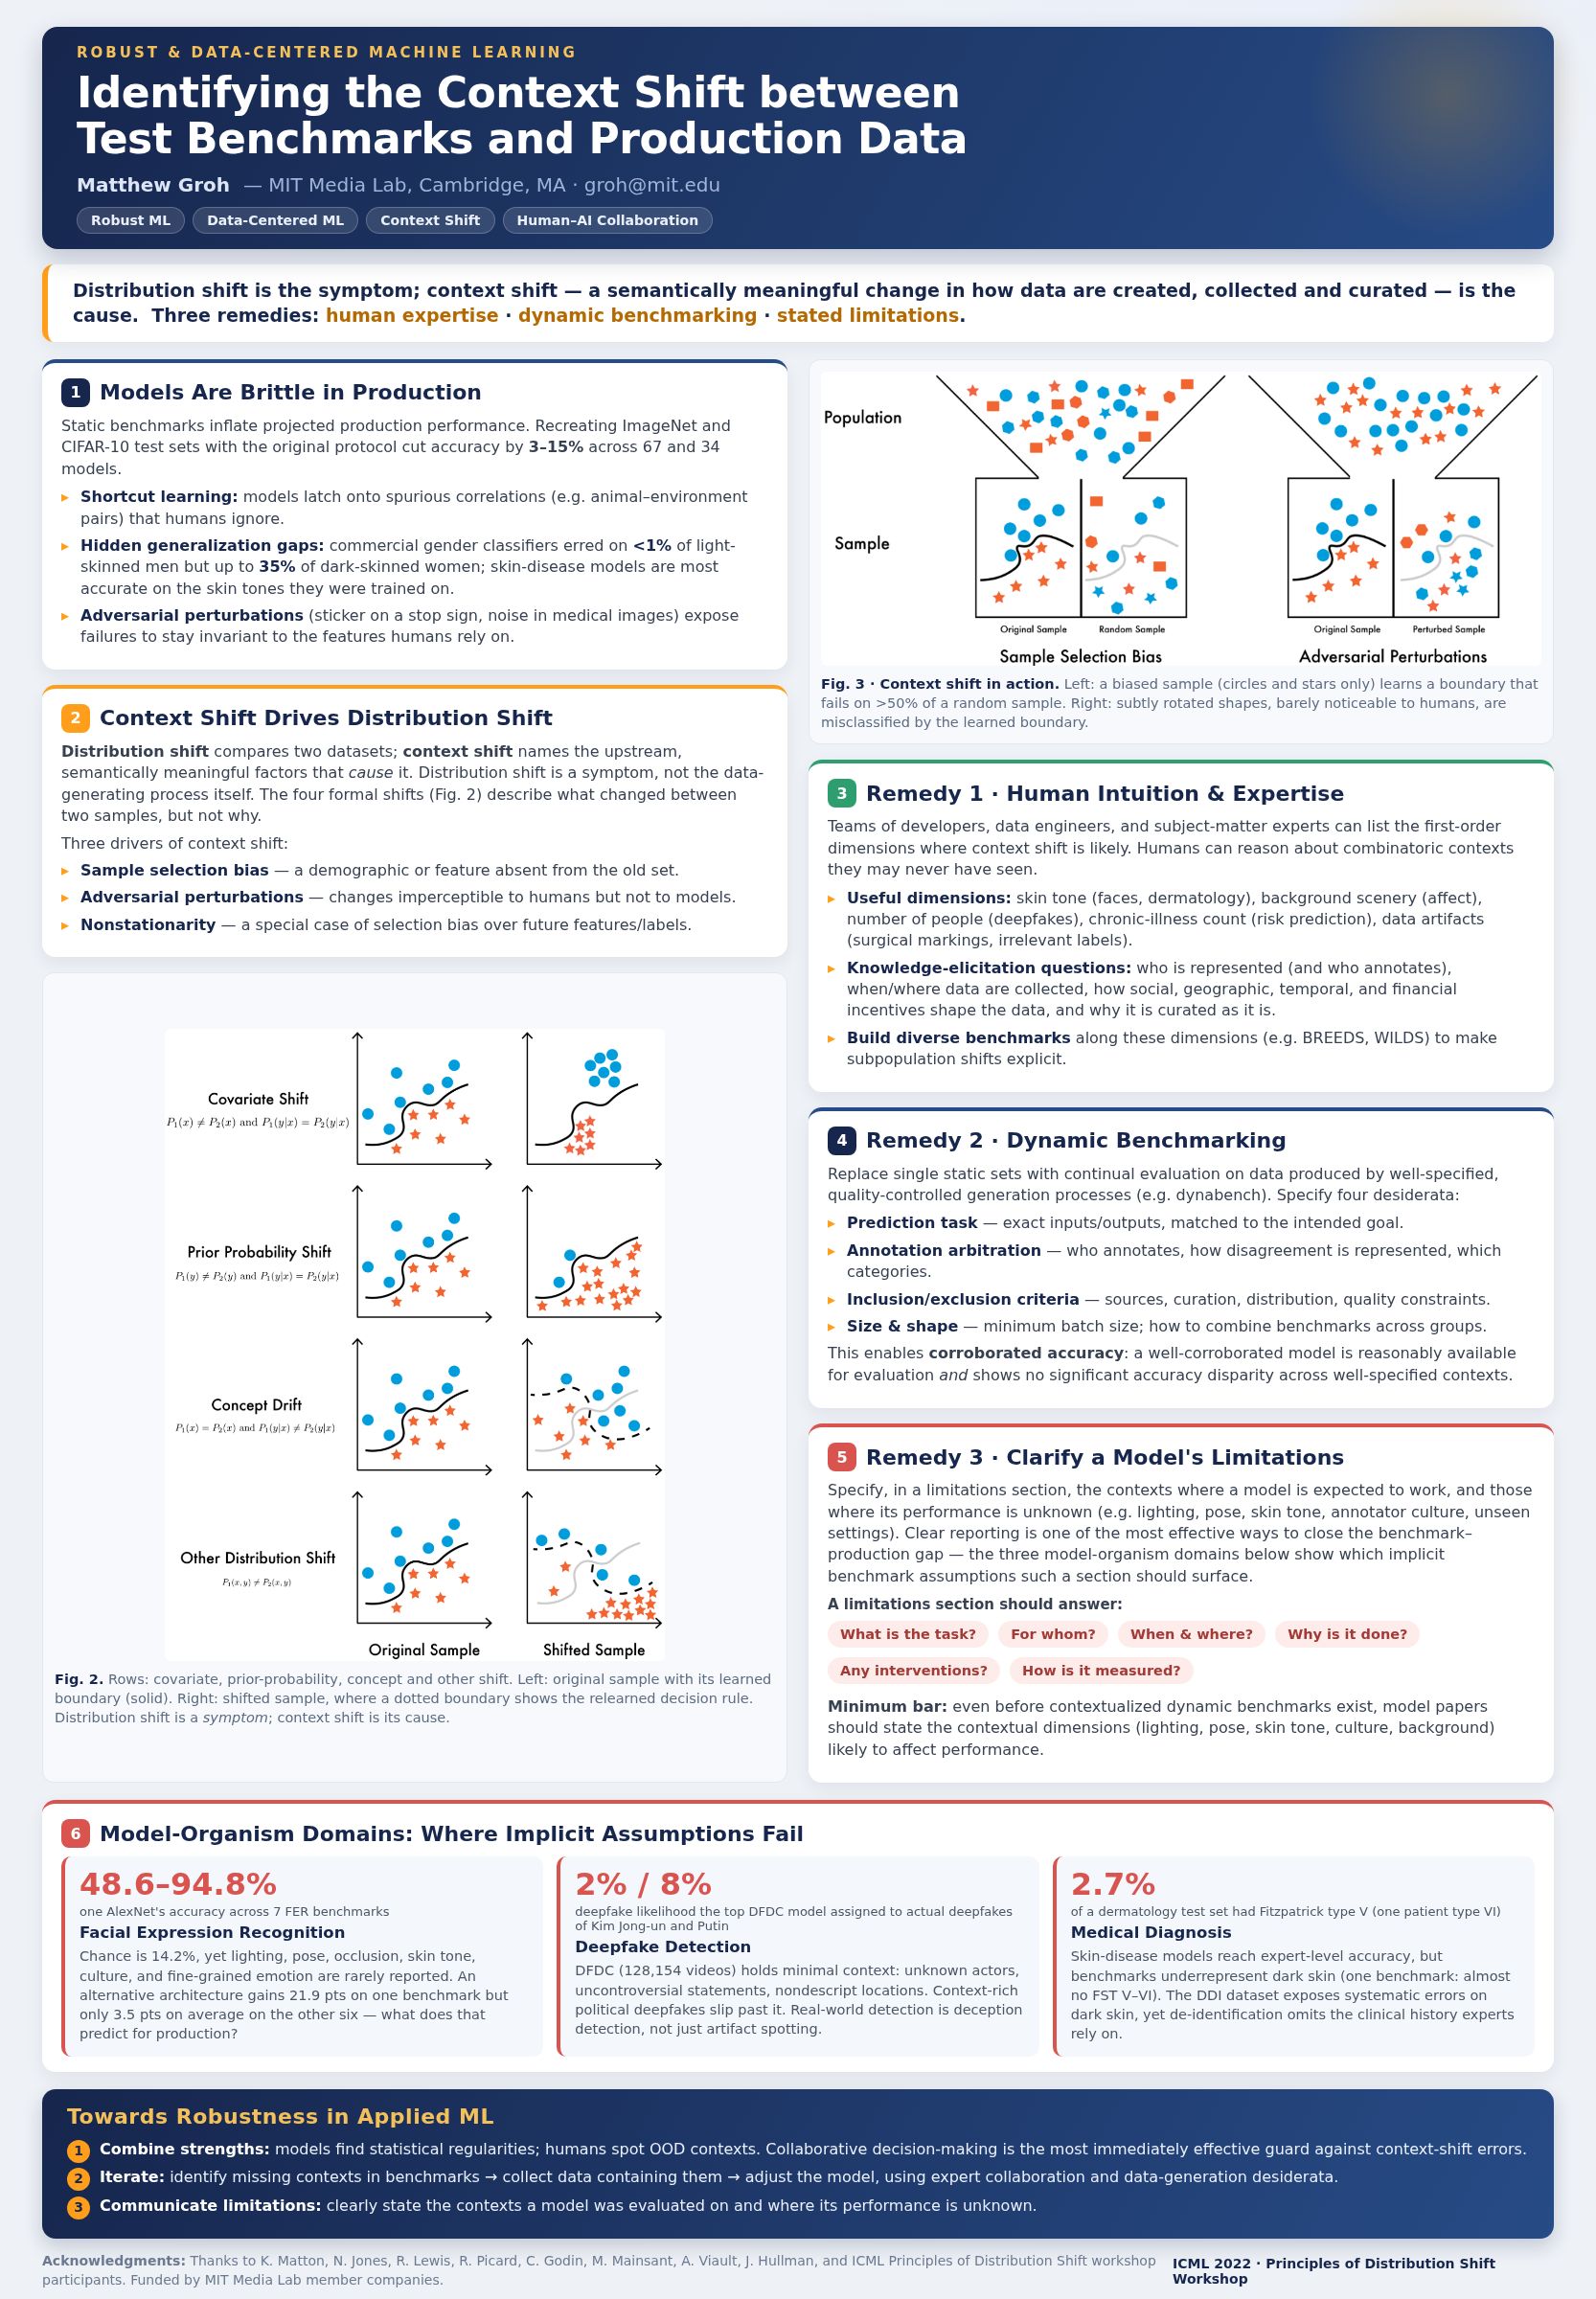 ROBUST & DATA-CENTERED MACHINE LEARNING
Identifying the Context Shift between
Test Benchmarks and Production Data
Matthew Groh — MIT Media Lab, Cambridge, MA · groh@mit.edu
Robust ML
Data-Centered ML
Context Shift
Human–AI Collaboration
Distribution shift is the symptom; context shift — a semantically meaningful change in how data are created, collected and curated — is the
cause. Three remedies: human expertise · dynamic benchmarking · stated limitations.
1 Models Are Brittle in Production
Static benchmarks inflate projected production performance. Recreating ImageNet and
CIFAR-10 test sets with the original protocol cut accuracy by 3–15% across 67 and 34
models.
▸ Shortcut learning: models latch onto spurious correlations (e.g. animal–environment
pairs) that humans ignore.
▸ Hidden generalization gaps: commercial gender classifiers erred on <1% of light-
skinned men but up to 35% of dark-skinned women; skin-disease models are most
accurate on the skin tones they were trained on.
▸ Adversarial perturbations (sticker on a stop sign, noise in medical images) expose
failures to stay invariant to the features humans rely on.
2 Context Shift Drives Distribution Shift
Distribution shift compares two datasets; context shift names the upstream,
semantically meaningful factors that cause it. Distribution shift is a symptom, not the data-
generating process itself. The four formal shifts (Fig. 2) describe what changed between
two samples, but not why.
Three drivers of context shift:
▸ Sample selection bias — a demographic or feature absent from the old set.
▸ Adversarial perturbations — changes imperceptible to humans but not to models.
▸ Nonstationarity — a special case of selection bias over future features/labels.
Covariate Shift
P₁(x) ≠ P₂(x) and P₁(y|x) = P₂(y|x)
Prior Probability Shift
P₁(y) ≠ P₂(y) and P₁(y|x) = P₂(y|x)
Concept Drift
P₁(x) = P₂(x) and P₁(y|x) ≠ P₂(y|x)
Other Distribution Shift
P₁(x, y) ≠ P₂(x, y)
Original Sample
Shifted Sample
Fig. 2. Rows: covariate, prior-probability, concept and other shift. Left: original sample with its learned
boundary (solid). Right: shifted sample, where a dotted boundary shows the relearned decision rule.
Distribution shift is a symptom; context shift is its cause.
Population
Sample
Original Sample
Random Sample
Original Sample
Perturbed Sample
Sample Selection Bias
Adversarial Perturbations
Fig. 3 · Context shift in action. Left: a biased sample (circles and stars only) learns a boundary that
fails on >50% of a random sample. Right: subtly rotated shapes, barely noticeable to humans, are
misclassified by the learned boundary.
3 Remedy 1 · Human Intuition & Expertise
Teams of developers, data engineers, and subject-matter experts can list the first-order
dimensions where context shift is likely. Humans can reason about combinatoric contexts
they may never have seen.
▸ Useful dimensions: skin tone (faces, dermatology), background scenery (affect),
number of people (deepfakes), chronic-illness count (risk prediction), data artifacts
(surgical markings, irrelevant labels).
▸ Knowledge-elicitation questions: who is represented (and who annotates),
when/where data are collected, how social, geographic, temporal, and financial
incentives shape the data, and why it is curated as it is.
▸ Build diverse benchmarks along these dimensions (e.g. BREEDS, WILDS) to make
subpopulation shifts explicit.
4 Remedy 2 · Dynamic Benchmarking
Replace single static sets with continual evaluation on data produced by well-specified,
quality-controlled generation processes (e.g. dynabench). Specify four desiderata:
▸ Prediction task — exact inputs/outputs, matched to the intended goal.
▸ Annotation arbitration — who annotates, how disagreement is represented, which
categories.
▸ Inclusion/exclusion criteria — sources, curation, distribution, quality constraints.
▸ Size & shape — minimum batch size; how to combine benchmarks across groups.
This enables corroborated accuracy: a well-corroborated model is reasonably available
for evaluation and shows no significant accuracy disparity across well-specified contexts.
5 Remedy 3 · Clarify a Model's Limitations
Specify, in a limitations section, the contexts where a model is expected to work, and those
where its performance is unknown (e.g. lighting, pose, skin tone, annotator culture, unseen
settings). Clear reporting is one of the most effective ways to close the benchmark–
production gap — the three model-organism domains below show which implicit
benchmark assumptions such a section should surface.
A limitations section should answer:
What is the task?
For whom?
When & where?
Why is it done?
Any interventions?
How is it measured?
Minimum bar: even before contextualized dynamic benchmarks exist, model papers
should state the contextual dimensions (lighting, pose, skin tone, culture, background)
likely to affect performance.
6 Model-Organism Domains: Where Implicit Assumptions Fail
48.6–94.8%
one AlexNet's accuracy across 7 FER benchmarks
Facial Expression Recognition
Chance is 14.2%, yet lighting, pose, occlusion, skin tone,
culture, and fine-grained emotion are rarely reported. An
alternative architecture gains 21.9 pts on one benchmark but
only 3.5 pts on average on the other six — what does that
predict for production?
2% / 8%
deepfake likelihood the top DFDC model assigned to actual deepfakes
of Kim Jong-un and Putin
Deepfake Detection
DFDC (128,154 videos) holds minimal context: unknown actors,
uncontroversial statements, nondescript locations. Context-rich
political deepfakes slip past it. Real-world detection is deception
detection, not just artifact spotting.
2.7%
of a dermatology test set had Fitzpatrick type V (one patient type VI)
Medical Diagnosis
Skin-disease models reach expert-level accuracy, but
benchmarks underrepresent dark skin (one benchmark: almost
no FST V–VI). The DDI dataset exposes systematic errors on
dark skin, yet de-identification omits the clinical history experts
rely on.
Towards Robustness in Applied ML
1 Combine strengths: models find statistical regularities; humans spot OOD contexts. Collaborative decision-making is the most immediately effective guard against context-shift errors.
2 Iterate: identify missing contexts in benchmarks → collect data containing them → adjust the model, using expert collaboration and data-generation desiderata.
3 Communicate limitations: clearly state the contexts a model was evaluated on and where its performance is unknown.
Acknowledgments: Thanks to K. Matton, N. Jones, R. Lewis, R. Picard, C. Godin, M. Mainsant, A. Viault, J. Hullman, and ICML Principles of Distribution Shift workshop
participants. Funded by MIT Media Lab member companies.
ICML 2022 · Principles of Distribution Shift
Workshop